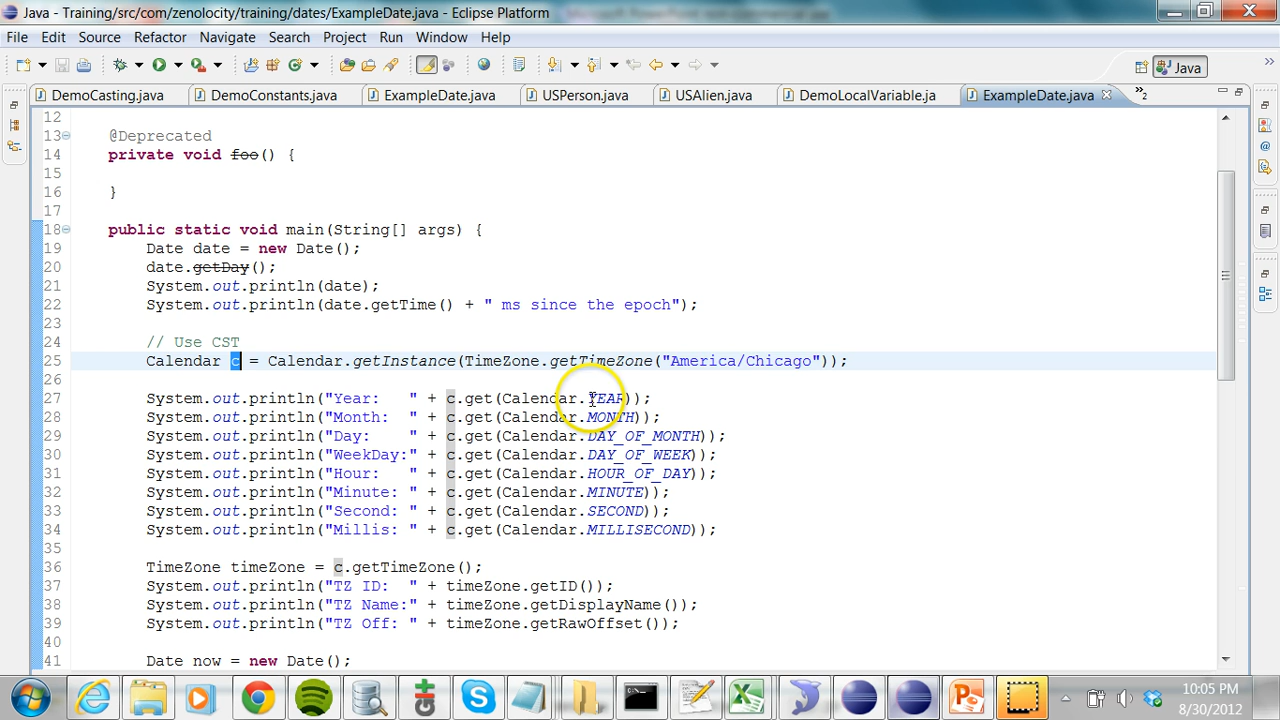 Java - Training/src/com/zenolocity/training/dates/ExampleDate.java - Eclipse Platform
File Edit Source Refactor Navigate Search Project Run Window Help
Java
DemoCasting.java DemoConstants.java ExampleDate.java USPerson.java USAlien.java DemoLocalVariable.ja ExampleDate.java »2
12
13 @Deprecated
14 private void foo() {
15
16 }
17
18 public static void main(String[] args) {
19 Date date = new Date();
20 date.getDay();
21 System.out.println(date);
22 System.out.println(date.getTime() + " ms since the epoch");
23
24 // Use CST
25 Calendar c = Calendar.getInstance(TimeZone.getTimeZone("America/Chicago"));
26
27 System.out.println("Year:   " + c.get(Calendar.YEAR));
28 System.out.println("Month:  " + c.get(Calendar.MONTH));
29 System.out.println("Day:    " + c.get(Calendar.DAY_OF_MONTH));
30 System.out.println("WeekDay:" + c.get(Calendar.DAY_OF_WEEK));
31 System.out.println("Hour:   " + c.get(Calendar.HOUR_OF_DAY));
32 System.out.println("Minute: " + c.get(Calendar.MINUTE));
33 System.out.println("Second: " + c.get(Calendar.SECOND));
34 System.out.println("Millis: " + c.get(Calendar.MILLISECOND));
35
36 TimeZone timeZone = c.getTimeZone();
37 System.out.println("TZ ID:  " + timeZone.getID());
38 System.out.println("TZ Name:" + timeZone.getDisplayName());
39 System.out.println("TZ Off: " + timeZone.getRawOffset());
40
41 Date now = new Date();
10:05 PM
8/30/2012